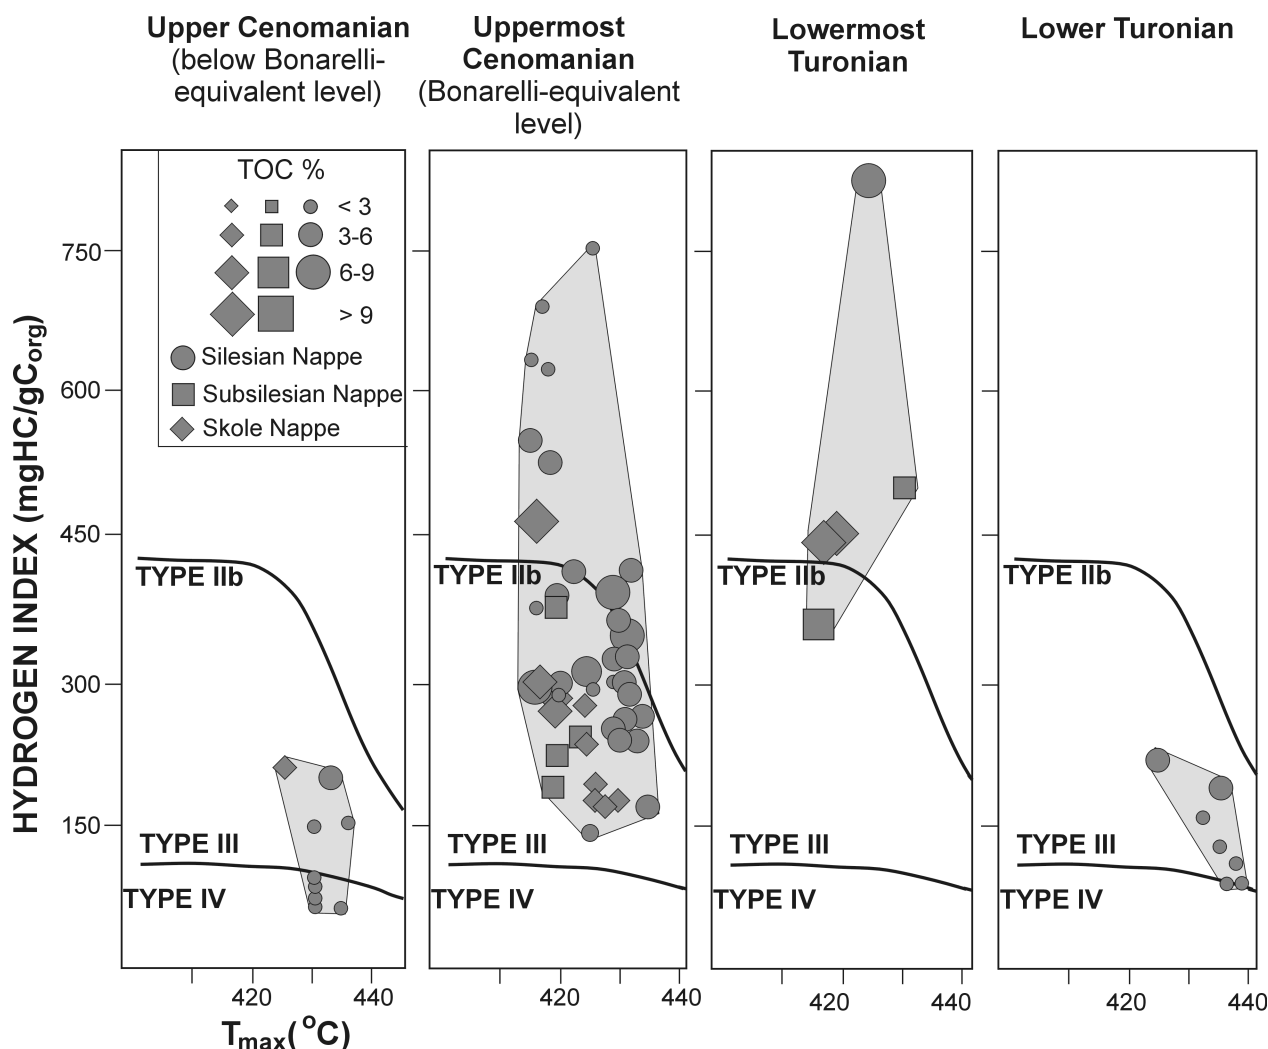 Upper Cenomanian
(below Bonarelli-
equivalent level)
Uppermost
Cenomanian
(Bonarelli-equivalent
level)
Lowermost
Turonian
Lower Turonian
HYDROGEN INDEX (mgHC/gCorg)
750
600
450
300
150
TOC %
< 3
3-6
6-9
> 9
Silesian Nappe
Subsilesian Nappe
Skole Nappe
TYPE IIb
TYPE III
TYPE IV
TYPE IIb
TYPE III
TYPE IV
TYPE IIb
TYPE III
TYPE IV
TYPE IIb
TYPE III
TYPE IV
420 440
420 440
420 440
420 440
Tmax(°C)